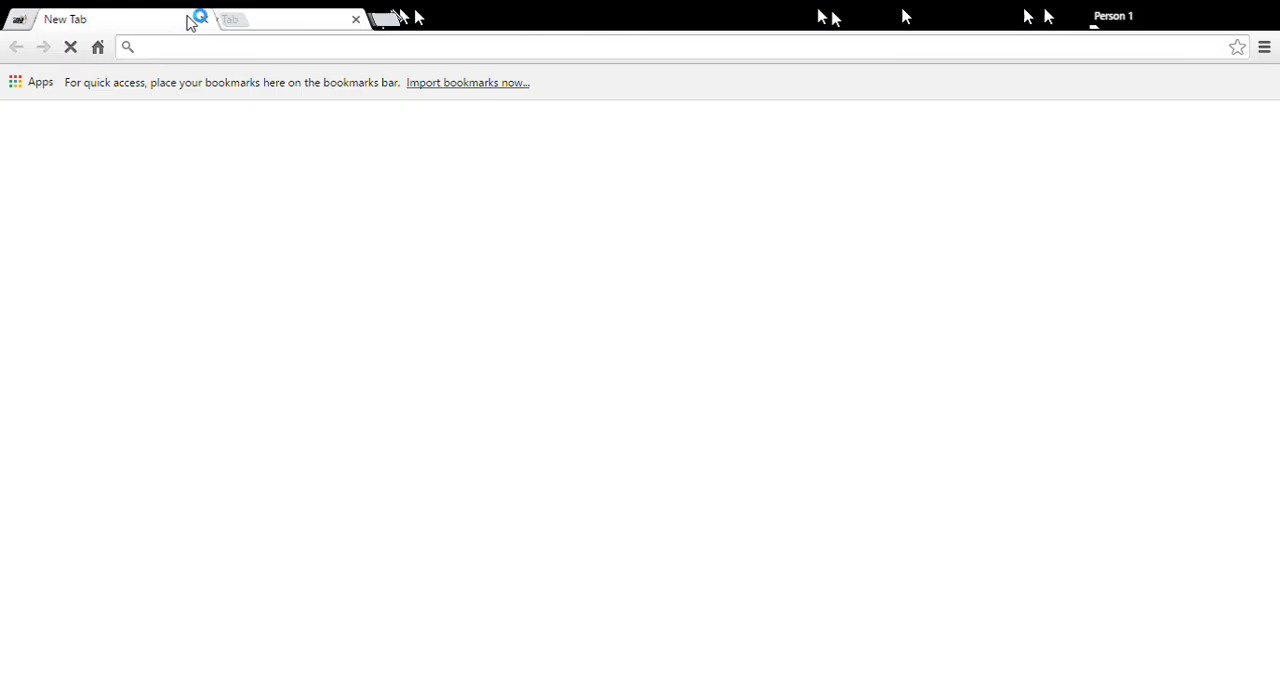 New Tab
Tab
Person 1
Apps For quick access, place your bookmarks here on the bookmarks bar. Import bookmarks now...